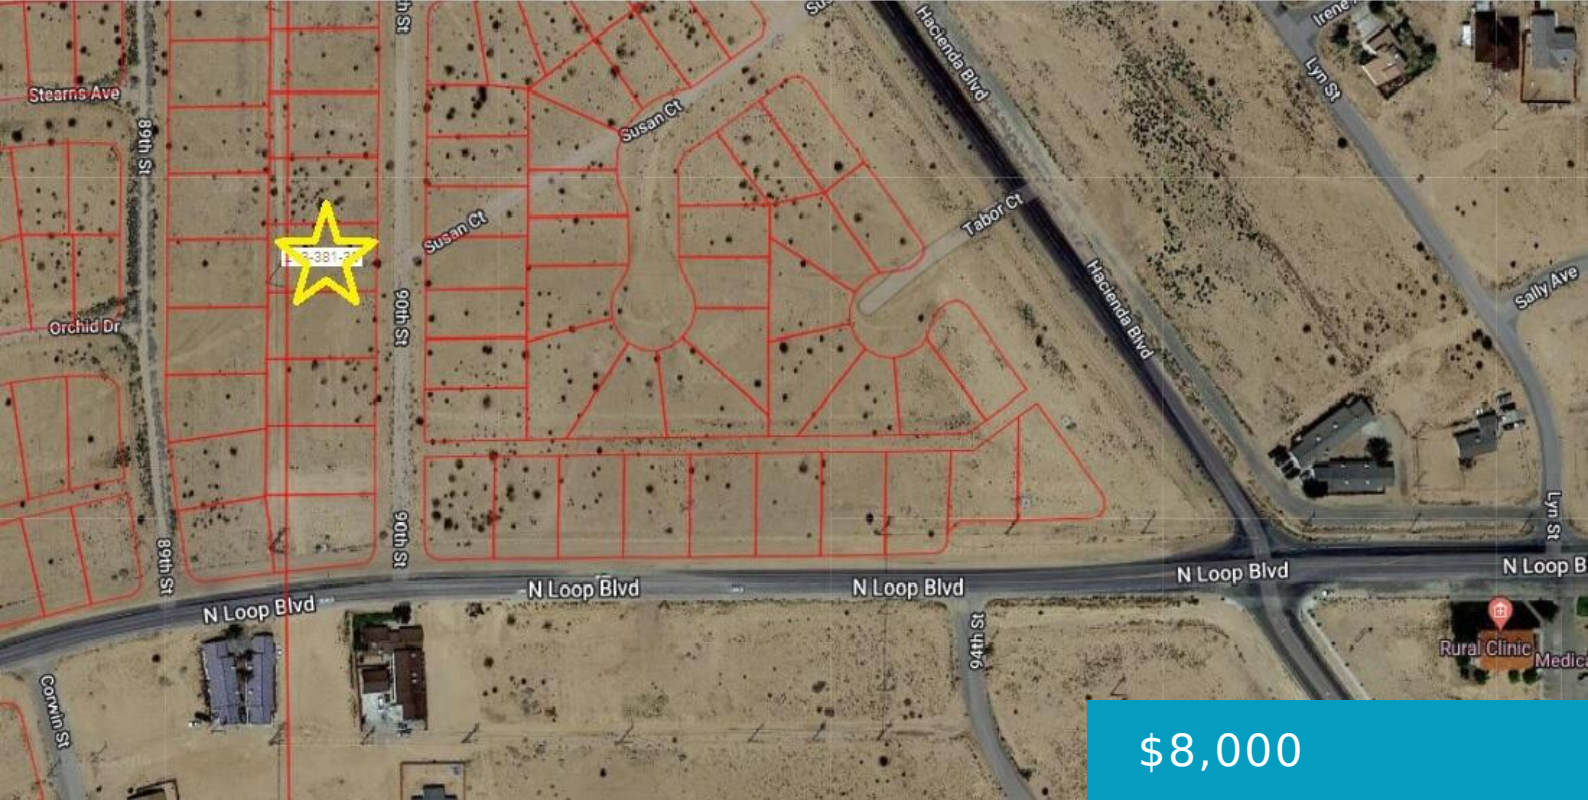 Irene
Hacienda Blvd
Lyn St
Stearns Ave
89th St
Susan Ct
Susan Ct
Tabor Ct
Hacienda Blvd
Sally Ave
Orchid Dr
90th St
90th St
89th St
Lyn St
N Loop Blvd
N Loop Blvd
N Loop Blvd
N Loop Blvd
N Loop B
94th St
Rural Clinic
Corwin St
$8,000